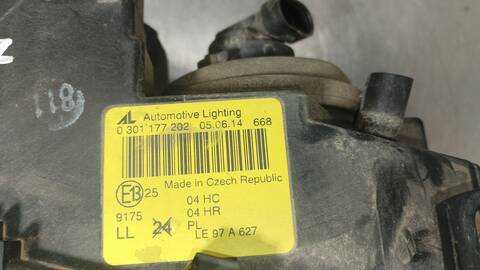 118
AL Automotive Lighting
0 301 177 202 05.06.14 668
Made in Czech Republic
E13 25
9175
04 HC
04 HR
PL
LL 24
LE 97 A 627